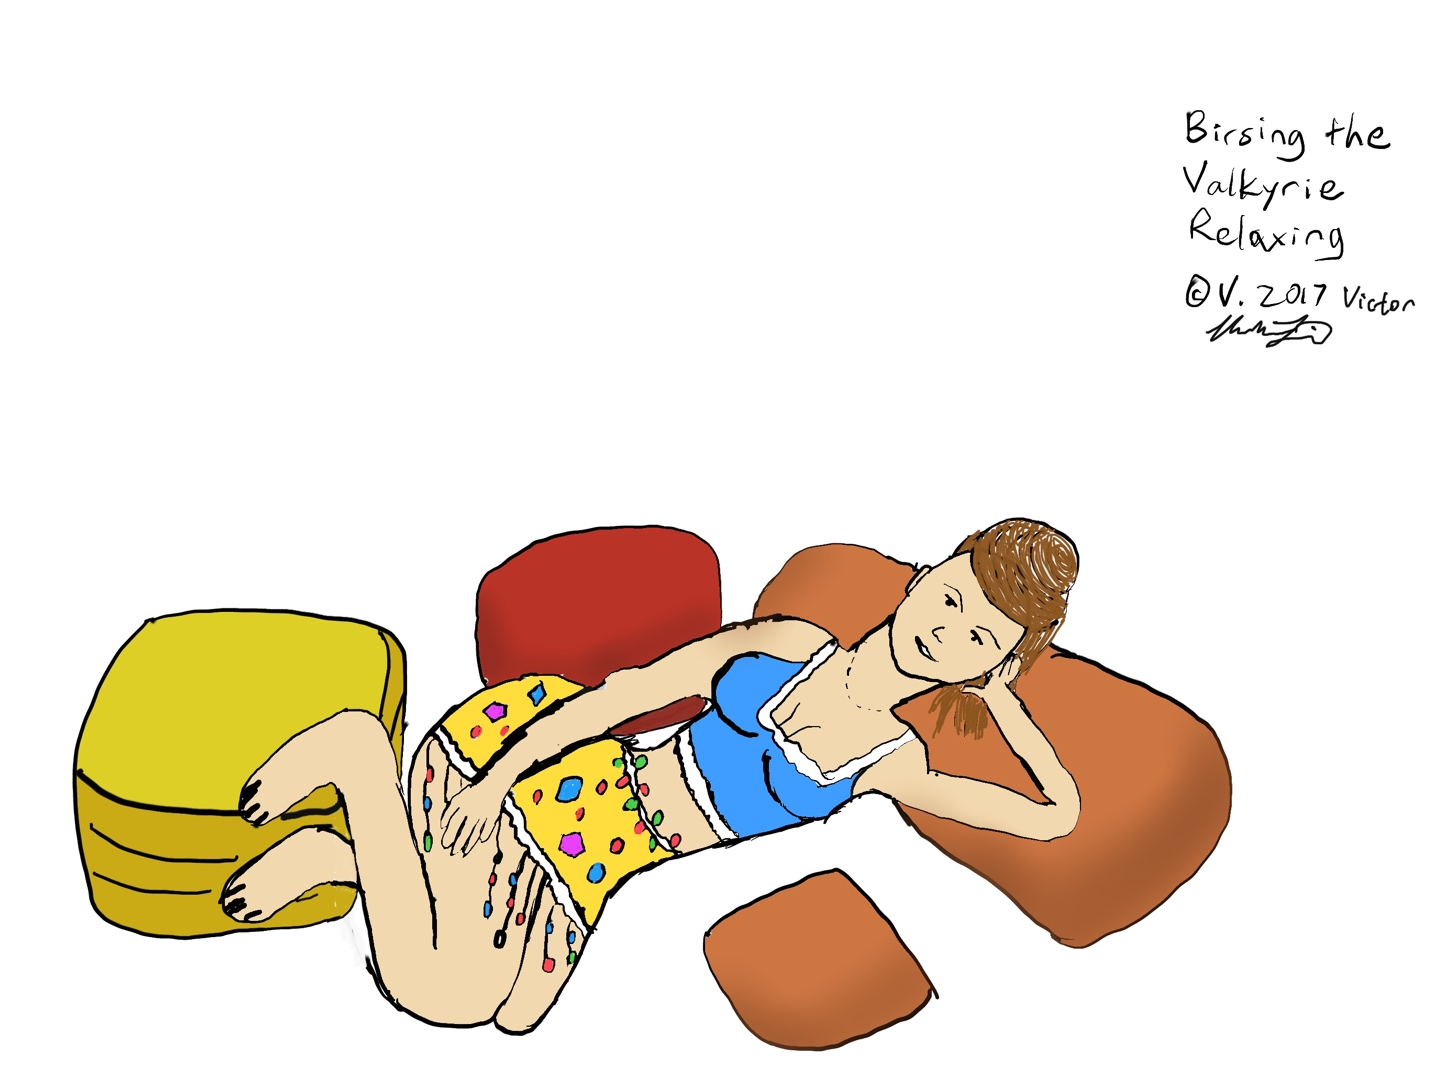 Birsing the
Valkyrie
Relaxing
©V. 2017 Victor